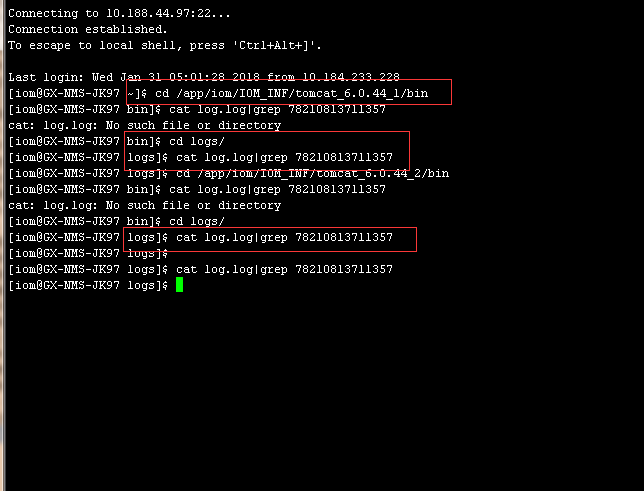 Connecting to 10.188.44.97:22...
Connection established.
To escape to local shell, press 'Ctrl+Alt+]'.
Last login: Wed Jan 31 05:01:28 2018 from 10.184.233.228
[iom@GX-NMS-JK97 ~]$ cd /app/iom/IOM_INF/tomcat_6.0.44_1/bin
[iom@GX-NMS-JK97 bin]$ cat log.log|grep 78210813711357
cat: log.log: No such file or directory
[iom@GX-NMS-JK97 bin]$ cd logs/
[iom@GX-NMS-JK97 logs]$ cat log.log|grep 78210813711357
[iom@GX-NMS-JK97 logs]$ cd /app/iom/IOM_INF/tomcat_6.0.44_2/bin
[iom@GX-NMS-JK97 bin]$ cat log.log|grep 78210813711357
cat: log.log: No such file or directory
[iom@GX-NMS-JK97 bin]$ cd logs/
[iom@GX-NMS-JK97 logs]$ cat log.log|grep 78210813711357
[iom@GX-NMS-JK97 logs]$
[iom@GX-NMS-JK97 logs]$ cat log.log|grep 78210813711357
[iom@GX-NMS-JK97 logs]$